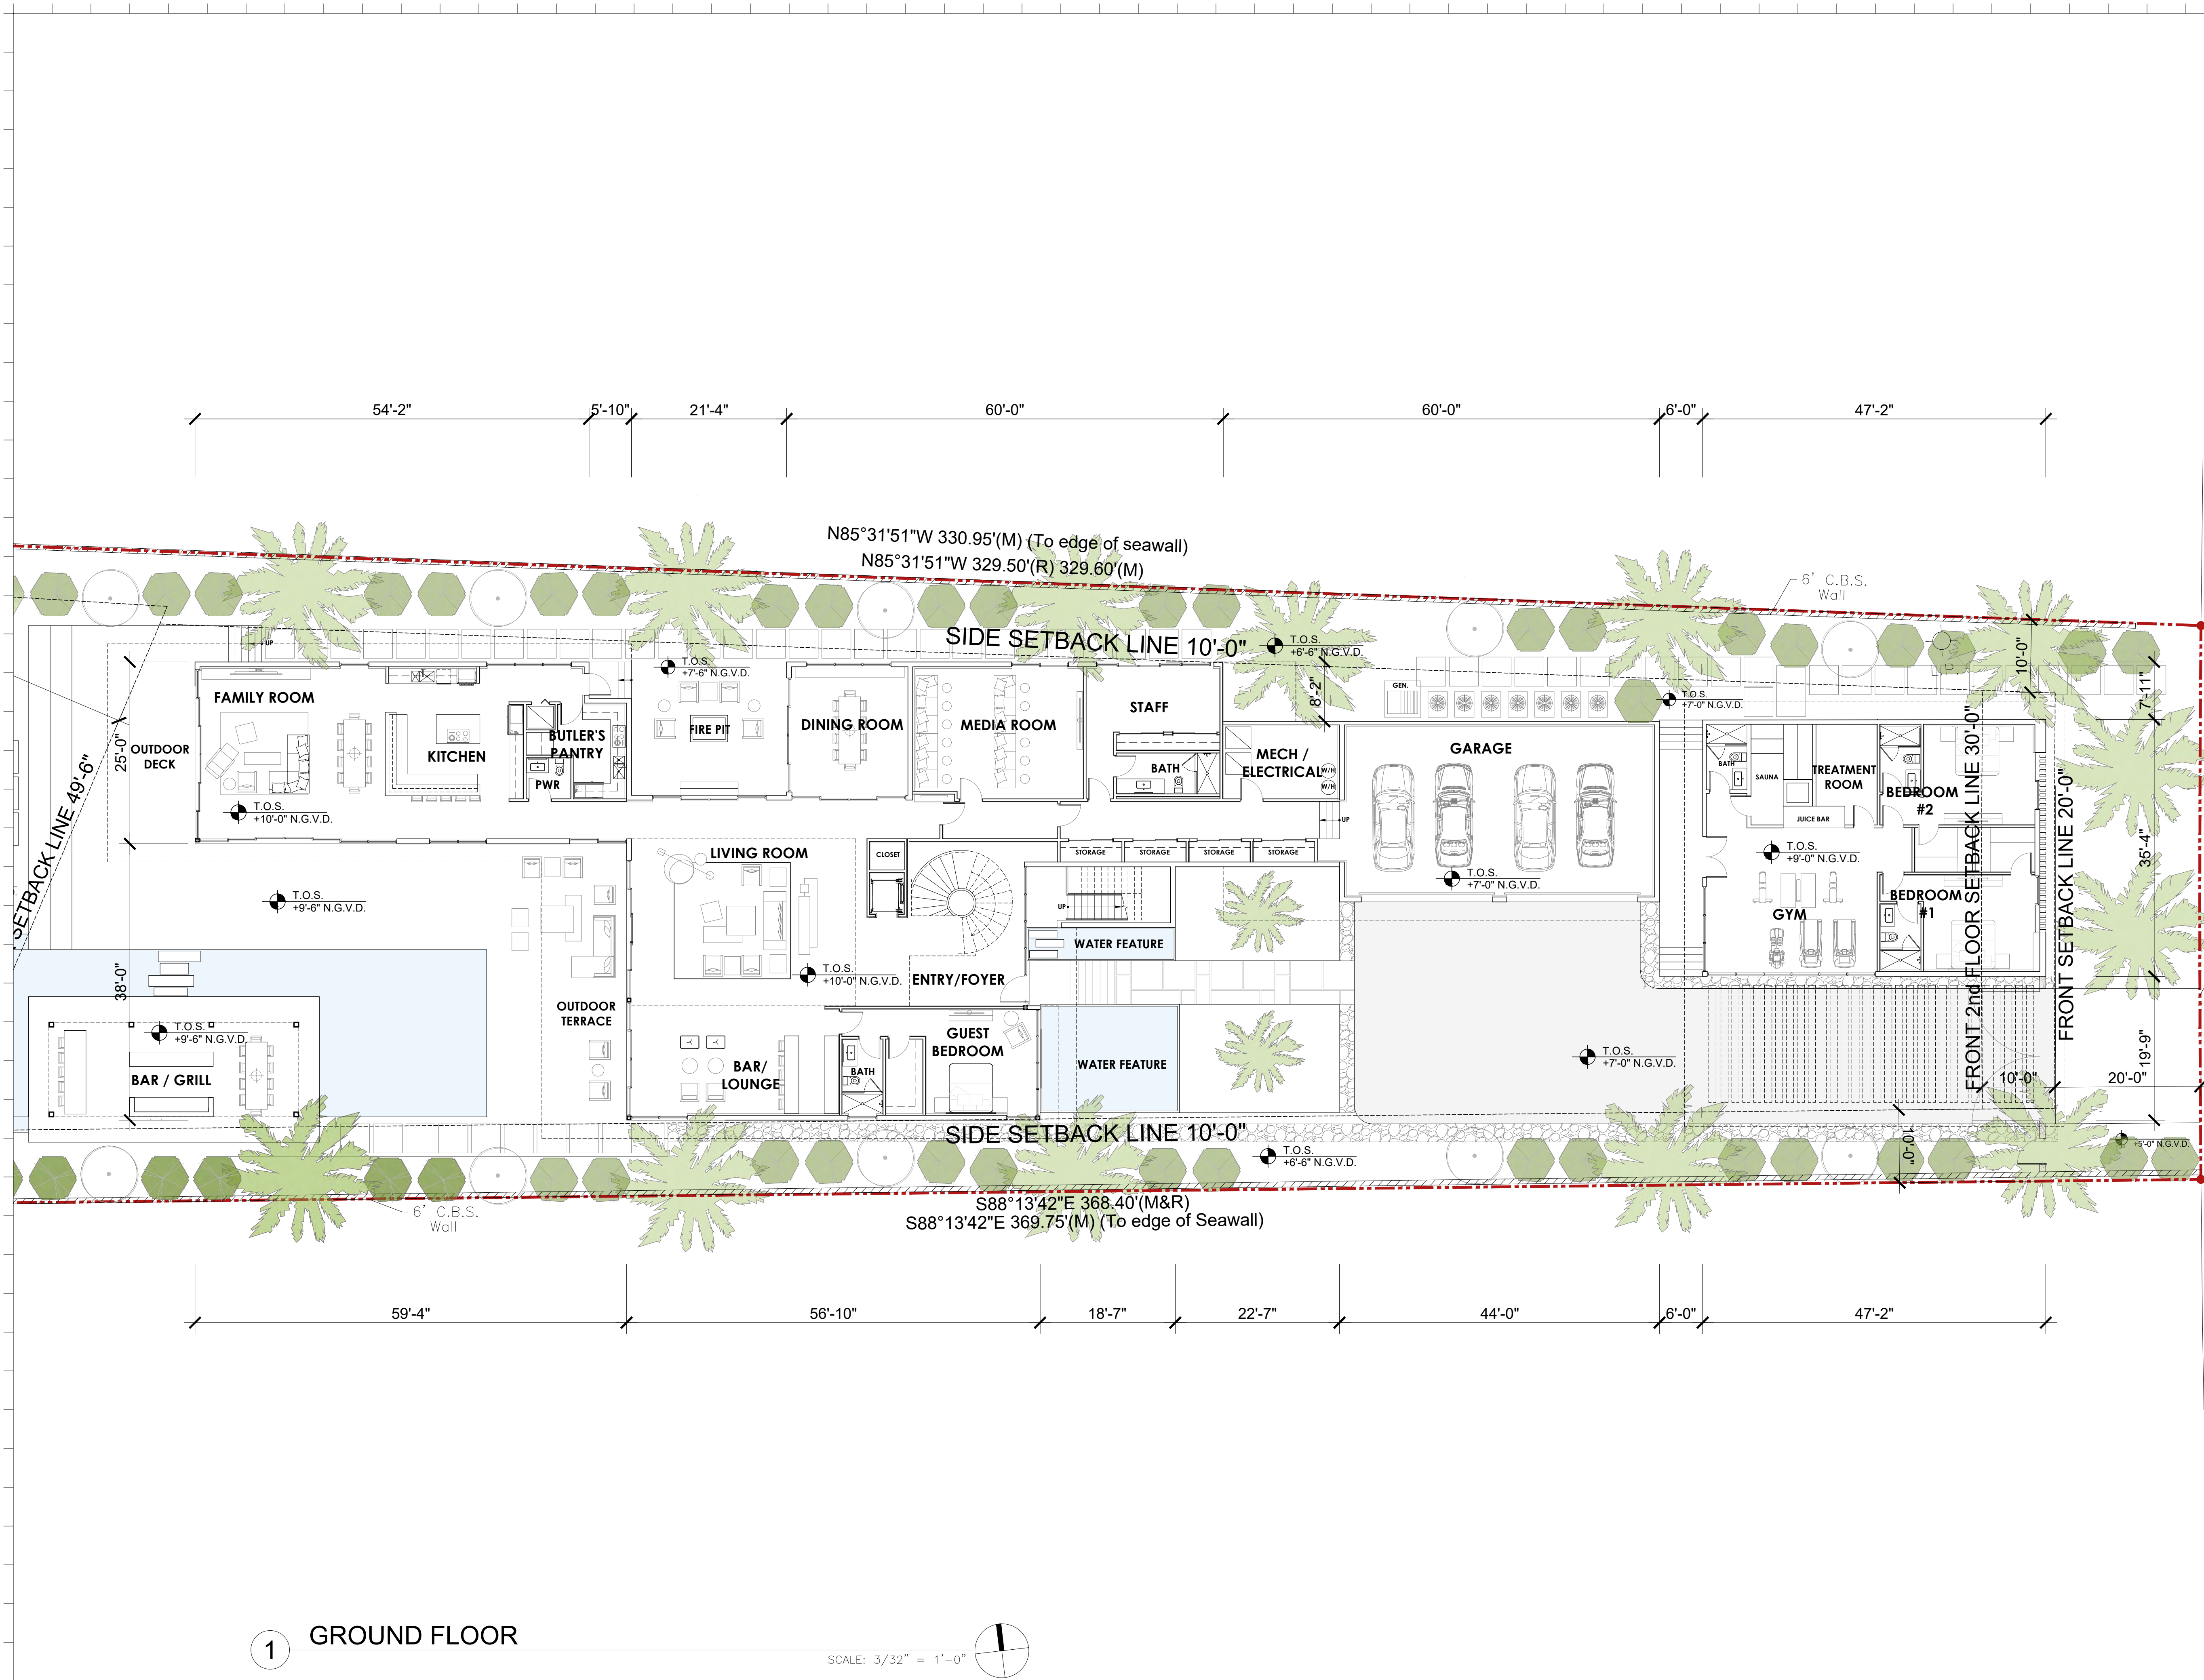 54'-2"
5'-10"
21'-4"
60'-0"
60'-0"
6'-0"
47'-2"
N85°31'51"W 330.95'(M) (To edge of seawall)
N85°31'51"W 329.50'(R) 329.60'(M)
6' C.B.S.
Wall
SIDE SETBACK LINE 10'-0"
T.O.S.
+6'-6" N.G.V.D.
UP
T.O.S.
+7'-6" N.G.V.D.
10'-0"
P
7'-11"
8'-2"
GEN.
T.O.S.
+7'-0" N.G.V.D.
FAMILY ROOM
OUTDOOR
DECK
25'-0"
KITCHEN
BUTLER'S
PANTRY
PWR
FIRE PIT
DINING ROOM
MEDIA ROOM
STAFF
BATH
MECH /
ELECTRICAL
W/H
W/H
GARAGE
BATH
SAUNA
TREATMENT
ROOM
JUICE BAR
BEDROOM
#2
T.O.S.
+10'-0" N.G.V.D.
UP
SETBACK LINE 49'-6"
LIVING ROOM
CLOSET
STORAGE
STORAGE
STORAGE
STORAGE
T.O.S.
+7'-0" N.G.V.D.
T.O.S.
+9'-0" N.G.V.D.
35'-4"
FRONT 2nd FLOOR SETBACK LINE 30'-0"
FRONT SETBACK LINE 20'-0"
T.O.S.
+9'-6" N.G.V.D.
UP
GYM
BEDROOM
#1
WATER FEATURE
T.O.S.
+10'-0" N.G.V.D.
ENTRY/FOYER
38'-0"
OUTDOOR
TERRACE
T.O.S.
+9'-6" N.G.V.D.
BAR / GRILL
BAR/
LOUNGE
BATH
GUEST
BEDROOM
WATER FEATURE
T.O.S.
+7'-0" N.G.V.D.
19'-9"
10'-0"
20'-0"
SIDE SETBACK LINE 10'-0"
10'-0"
T.O.S.
+6'-6" N.G.V.D.
+5'-0" N.G.V.D.
6' C.B.S.
Wall
S88°13'42"E 368.40'(M&R)
S88°13'42"E 369.75'(M) (To edge of Seawall)
59'-4"
56'-10"
18'-7"
22'-7"
44'-0"
6'-0"
47'-2"
1
GROUND FLOOR
SCALE: 3/32" = 1'-0"